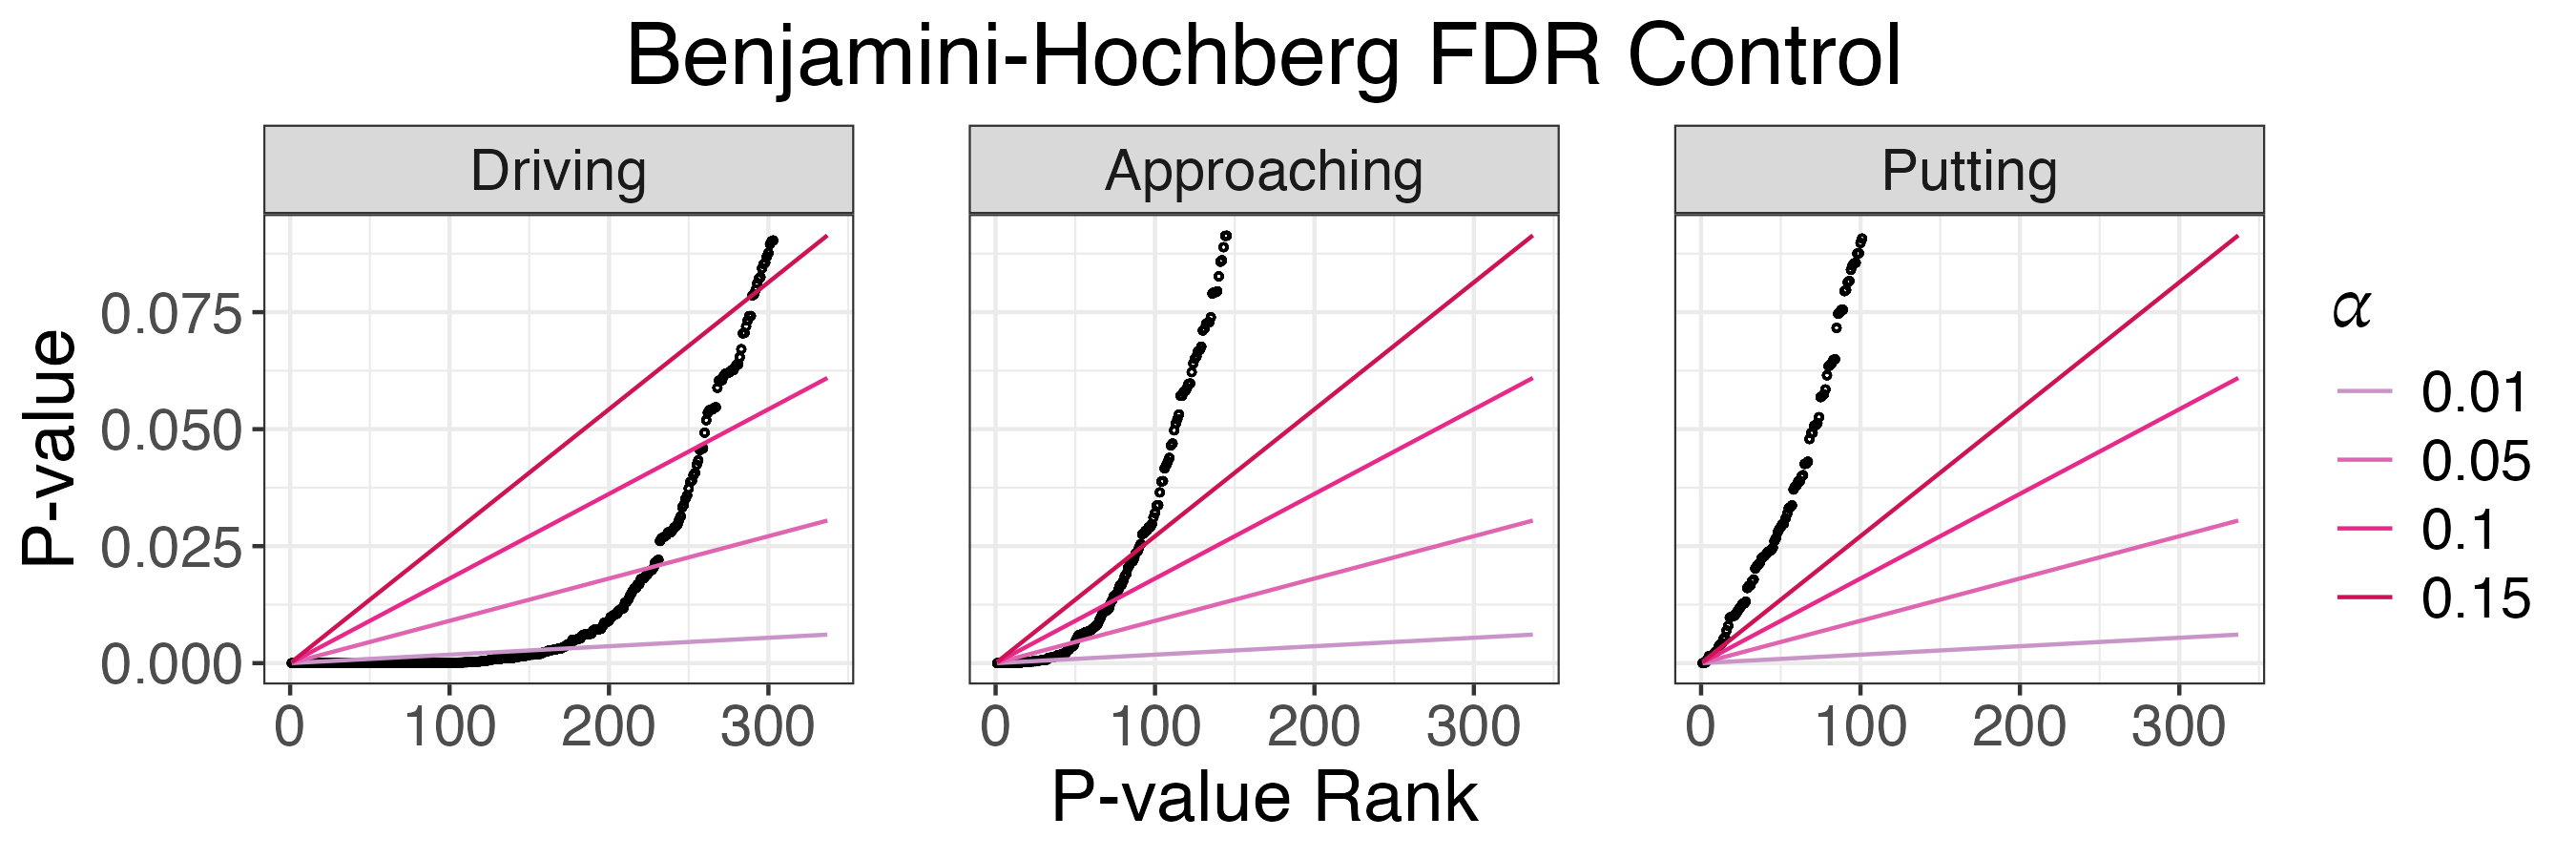 Benjamini-Hochberg FDR Control
Driving
Approaching
Putting
P-value
0.075
0.050
0.025
0.000
0 100 200 300
0 100 200 300
0 100 200 300
P-value Rank
α
0.01
0.05
0.1
0.15